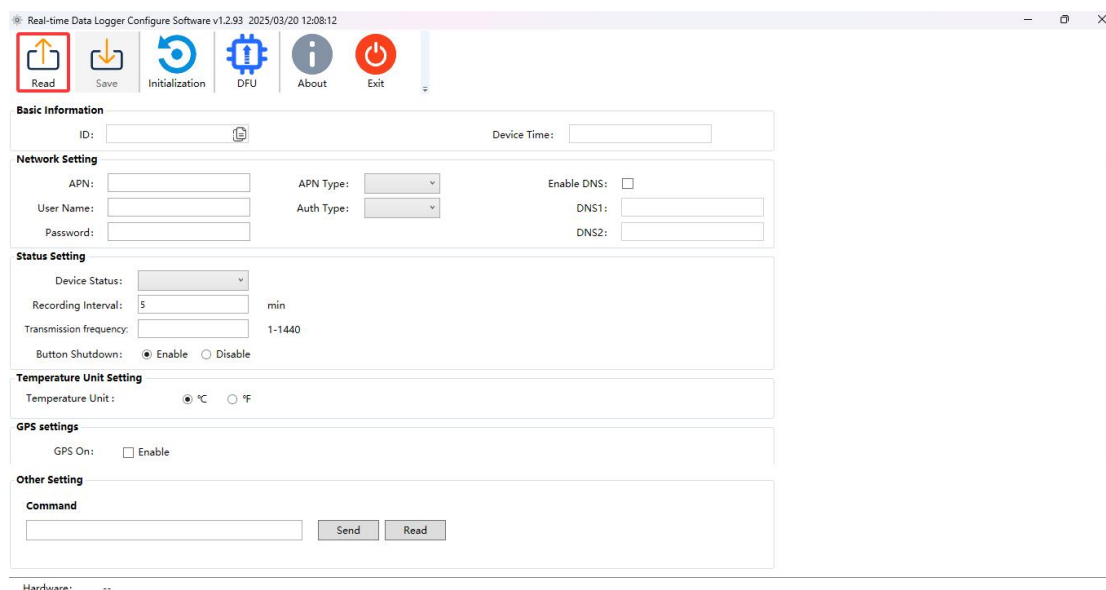 Real-time Data Logger Configure Software v1.2.93 2025/03/20 12:08:12
Read Save Initialization DFU About Exit
Basic Information
ID: Device Time:
Network Setting
APN: APN Type: Enable DNS:
User Name: Auth Type: DNS1:
Password: DNS2:
Status Setting
Device Status:
Recording Interval: 5 min
Transmission frequency: 1-1440
Button Shutdown: Enable Disable
Temperature Unit Setting
Temperature Unit : ℃ ℉
GPS settings
GPS On: Enable
Other Setting
Command
Send Read
Hardware: --